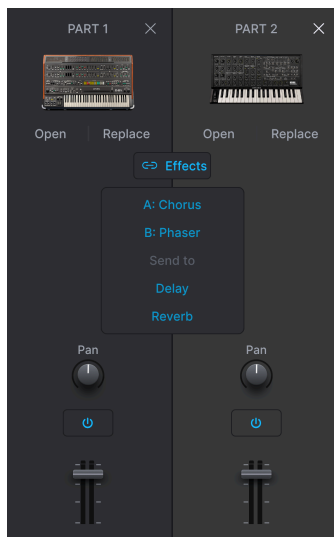 PART 1
PART 2
Open
Replace
Open
Replace
Effects
A: Chorus
B: Phaser
Send to
Delay
Reverb
Pan
Pan